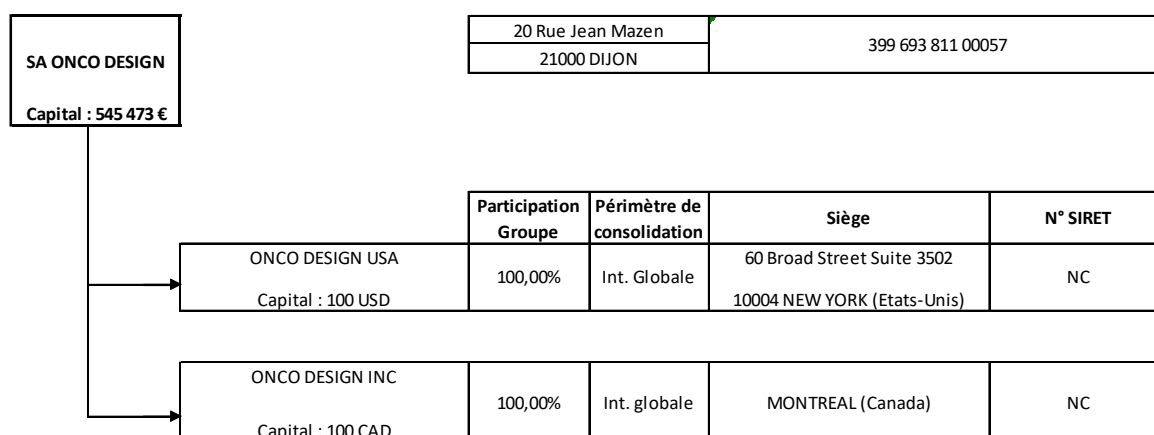 20 Rue Jean Mazen
399 693 811 00057
21000 DIJON
SA ONCO DESIGN
Capital : 545 473 €
Participation Groupe
Périmètre de consolidation
Siège
N° SIRET
ONCO DESIGN USA
Capital : 100 USD
100,00%
Int. Globale
60 Broad Street Suite 3502
10004 NEW YORK (Etats-Unis)
NC
ONCO DESIGN INC
Capital : 100 CAD
100,00%
Int. globale
MONTREAL (Canada)
NC